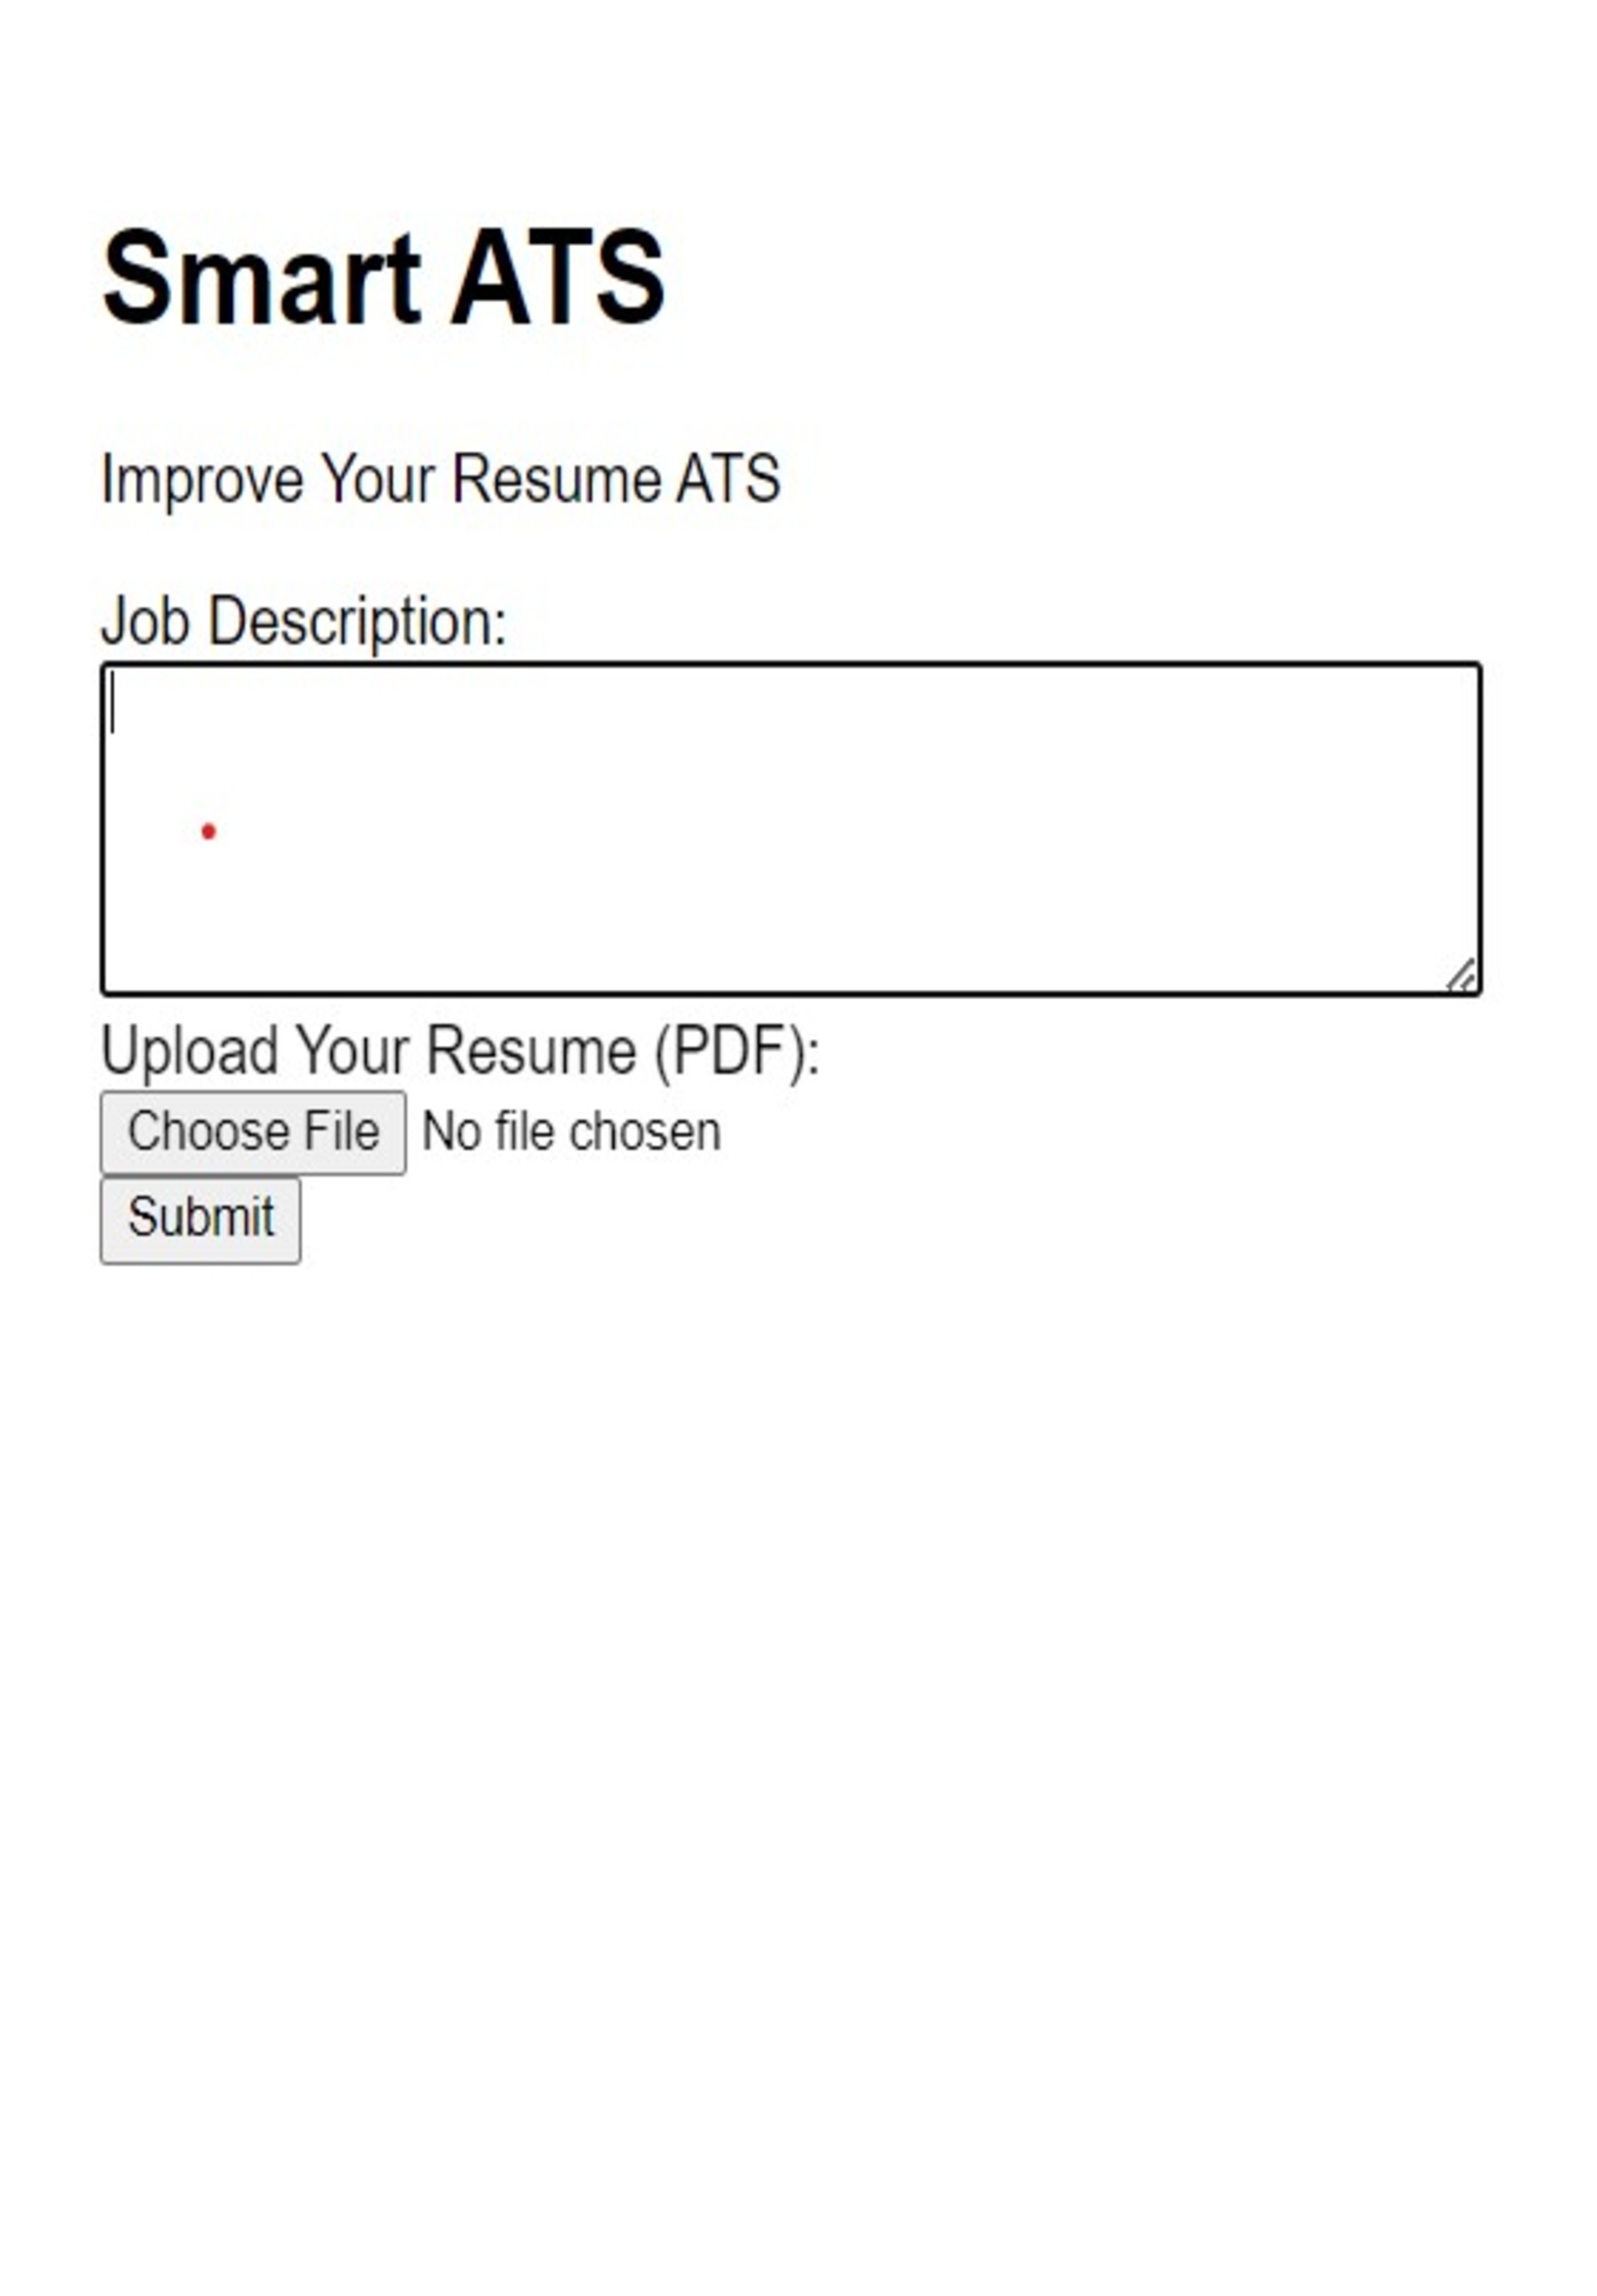 Smart ATS
Improve Your Resume ATS
Job Description:
Upload Your Resume (PDF):
Choose File No file chosen
Submit